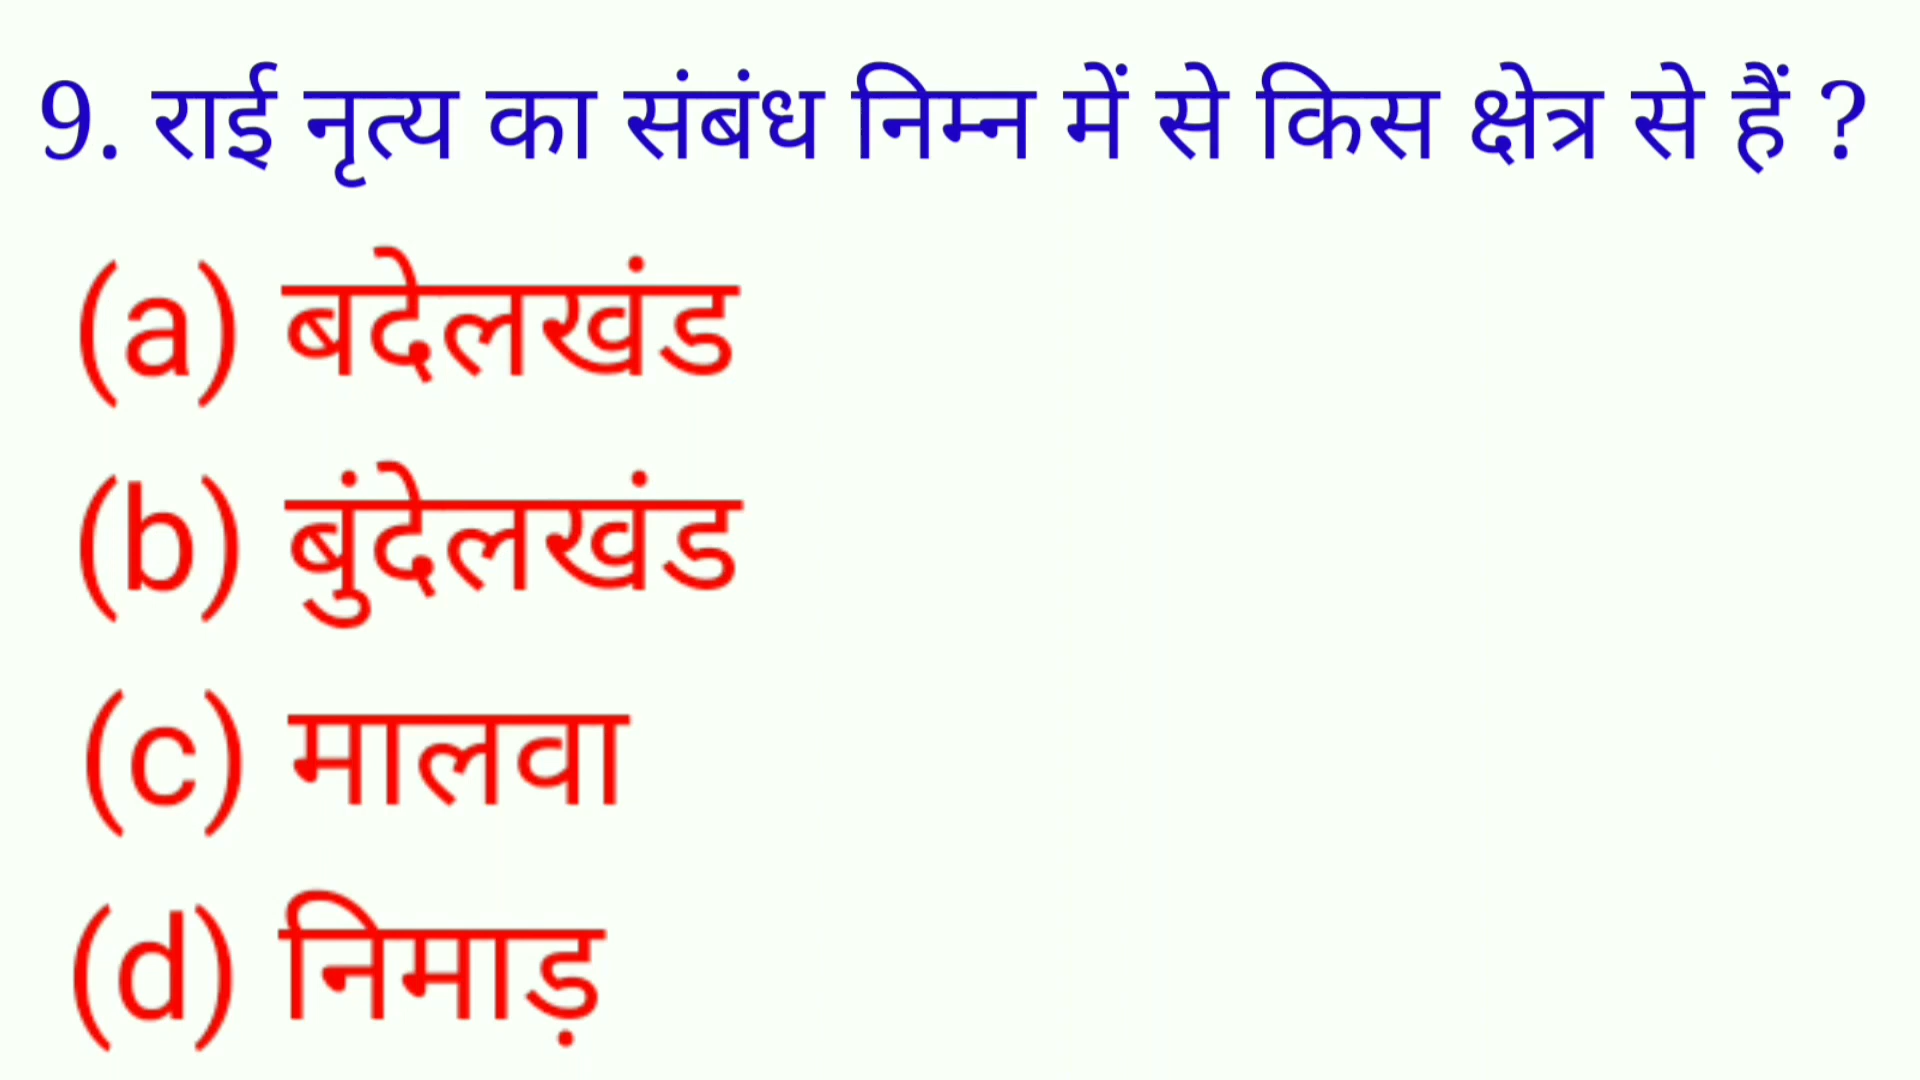 9. राई नृत्य का संबंध निम्न में से किस क्षेत्र से हैं ?
(a) बदेलखंड
(b) बुंदेलखंड
(c) मालवा
(d) निमाड़